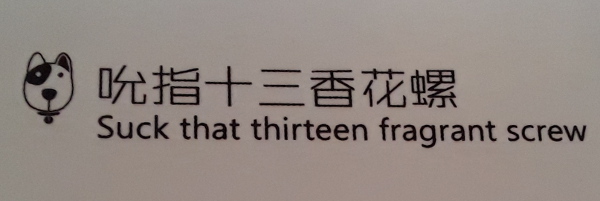 吮指十三香花螺
Suck that thirteen fragrant screw